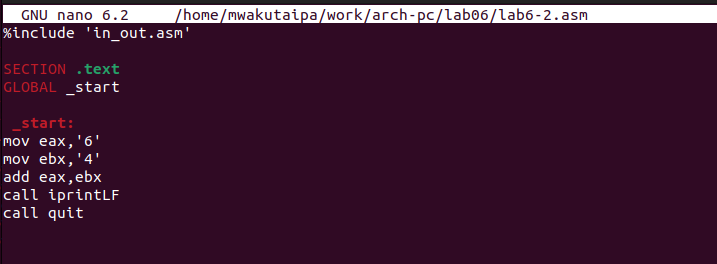 GNU nano 6.2 /home/mwakutaipa/work/arch-pc/lab06/lab6-2.asm
%include 'in_out.asm'
SECTION .text
GLOBAL _start
_start:
mov eax,'6'
mov ebx,'4'
add eax,ebx
call iprintLF
call quit